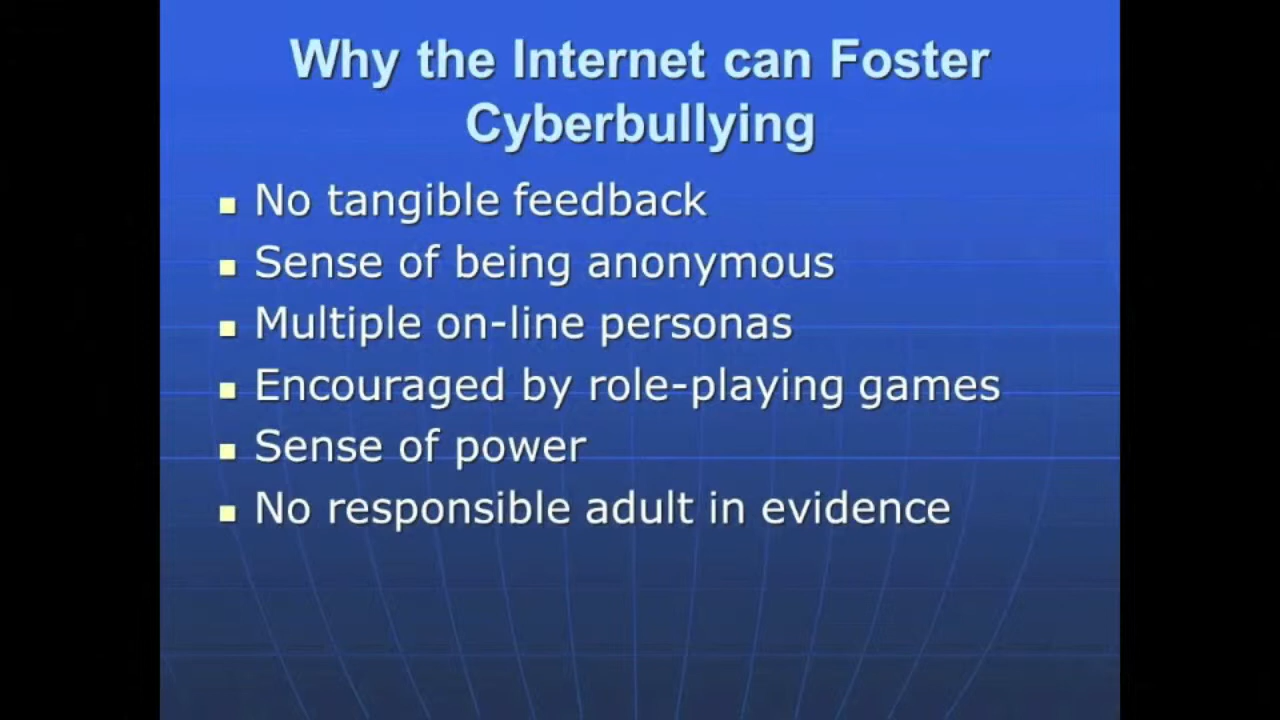 Why the Internet can Foster
Cyberbullying
No tangible feedback
Sense of being anonymous
Multiple on-line personas
Encouraged by role-playing games
Sense of power
No responsible adult in evidence